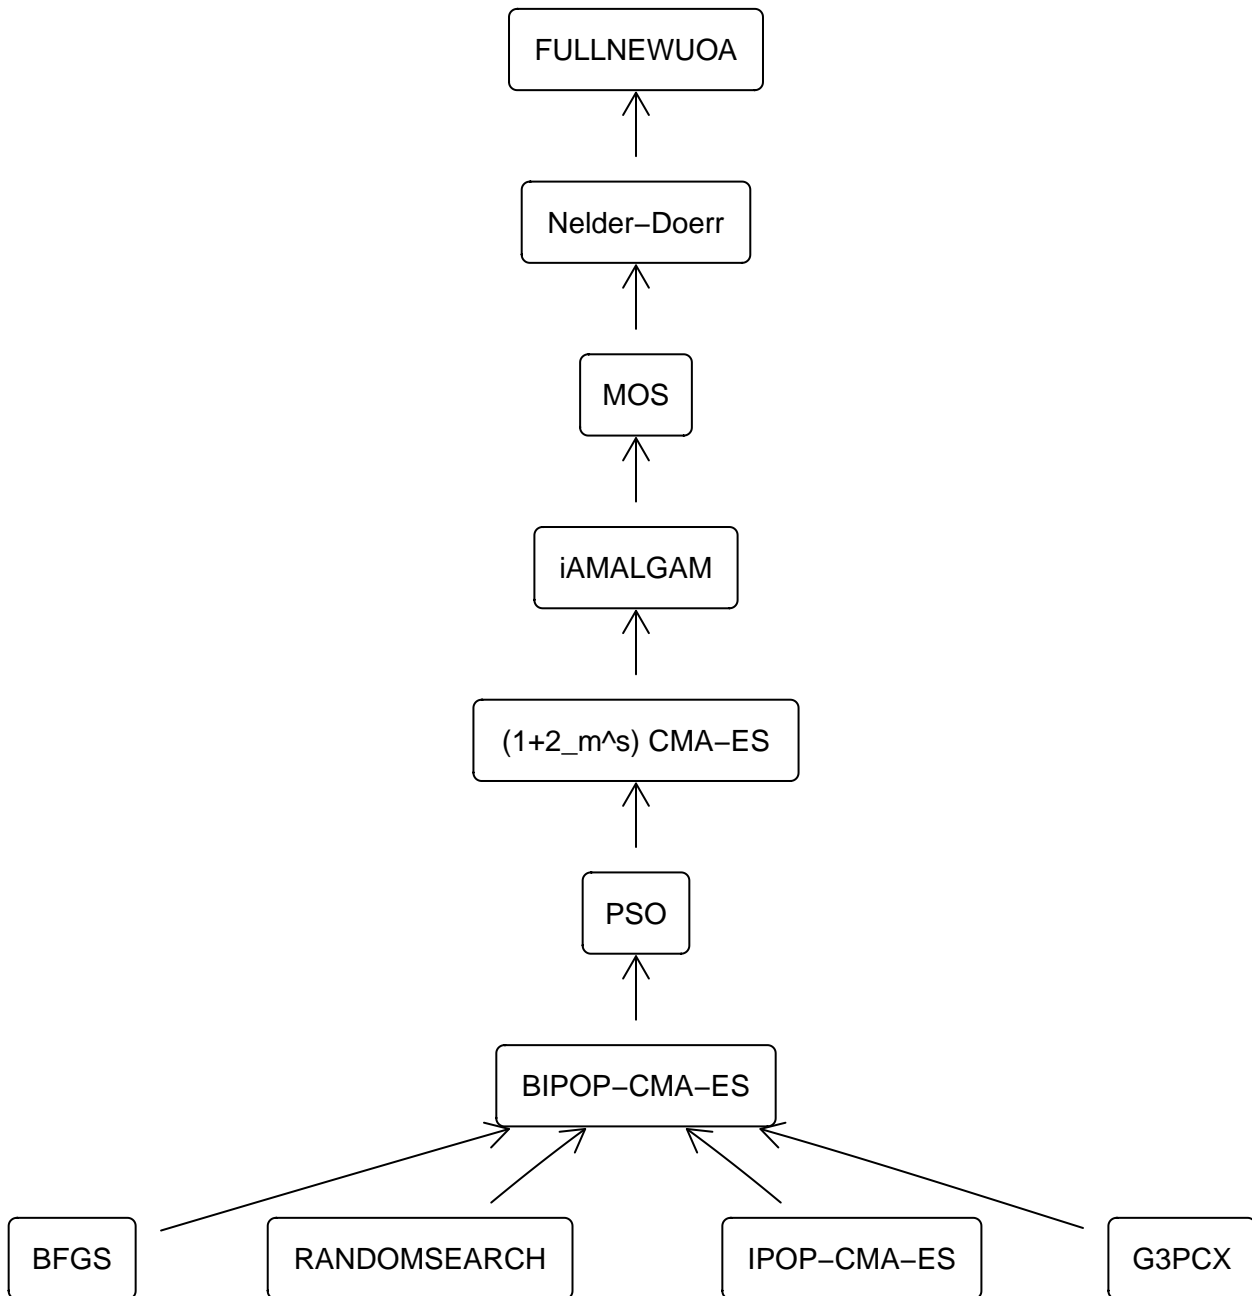 FULLNEWUOA
Nelder−Doerr
MOS
iAMALGAM
(1+2_m^s) CMA−ES
PSO
BIPOP−CMA−ES
BFGS
RANDOMSEARCH
IPOP−CMA−ES
G3PCX